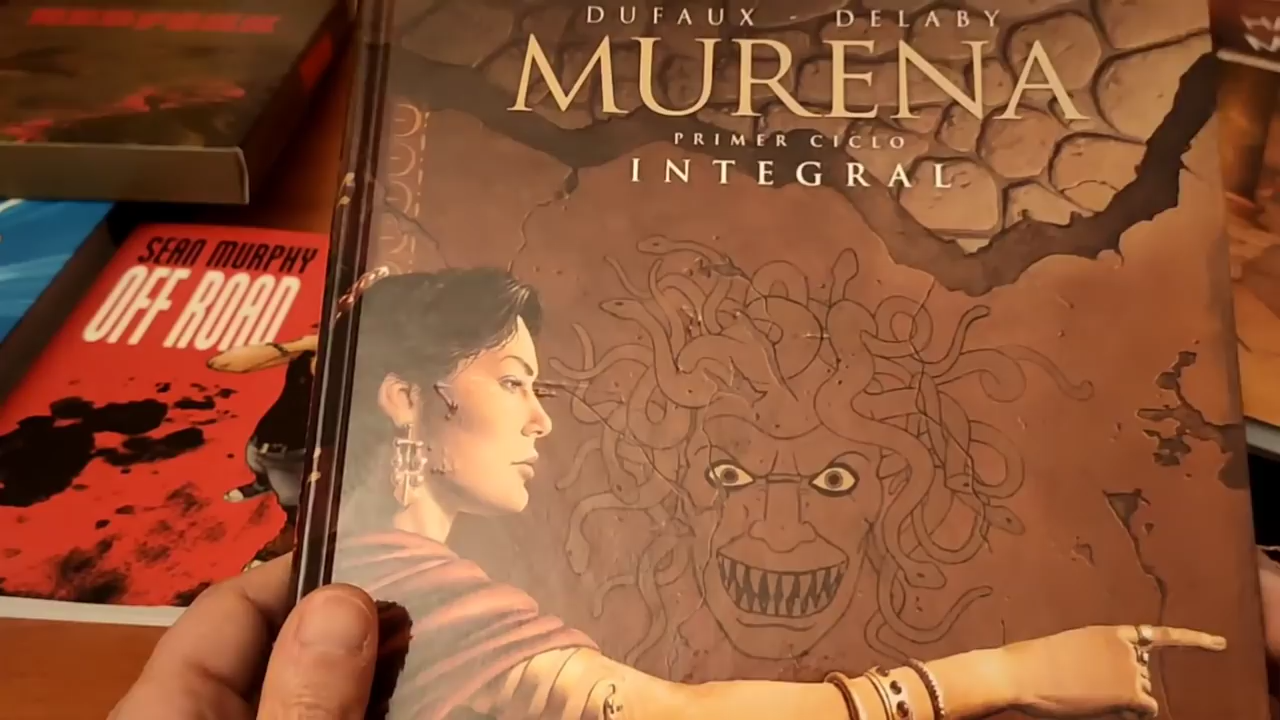 DUFAUX - DELABY
MURENA
PRIMER CICLO
INTEGRAL
SEAN MURPHY
OFF ROAD